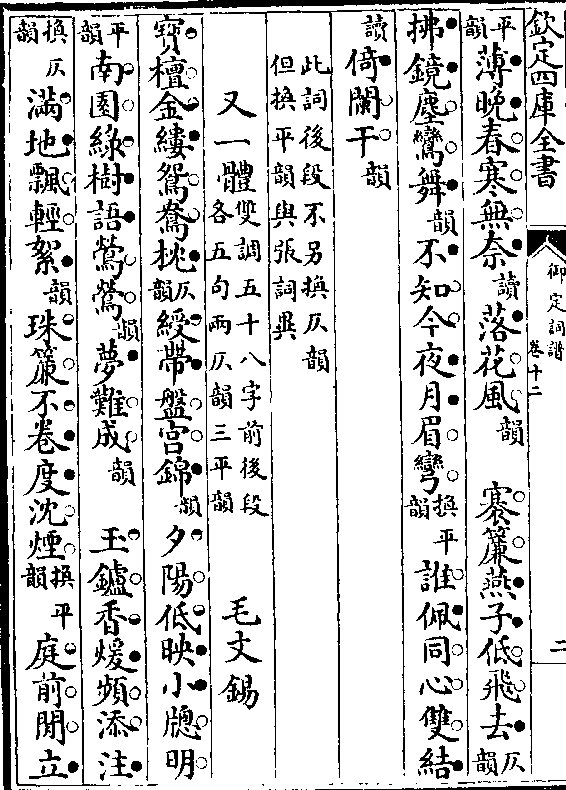 欽定四庫全書
御定詞譜
卷十二
二
平韻薄晚春寒無奈讀落花風韻　褰簾燕子低飛去仄韻
拂鏡塵鸞舞韻不知今夜月眉彎換平韻誰佩同心雙結
讀倚闌干韻
此詞後段不另換仄韻
但換平韻與張詞異
又一體雙調五十八字前後段
各五句兩仄韻三平韻　毛文錫
寶檀金縷鴛鴦枕仄韻綬帶盤宮錦韻夕陽低映小牕明
平韻南園綠樹語鶯鶯韻夢難成韻　玉鑪香煖頻添注
換仄韻滿地飄輕絮韻珠簾不卷度沈煙換平韻庭前閒立